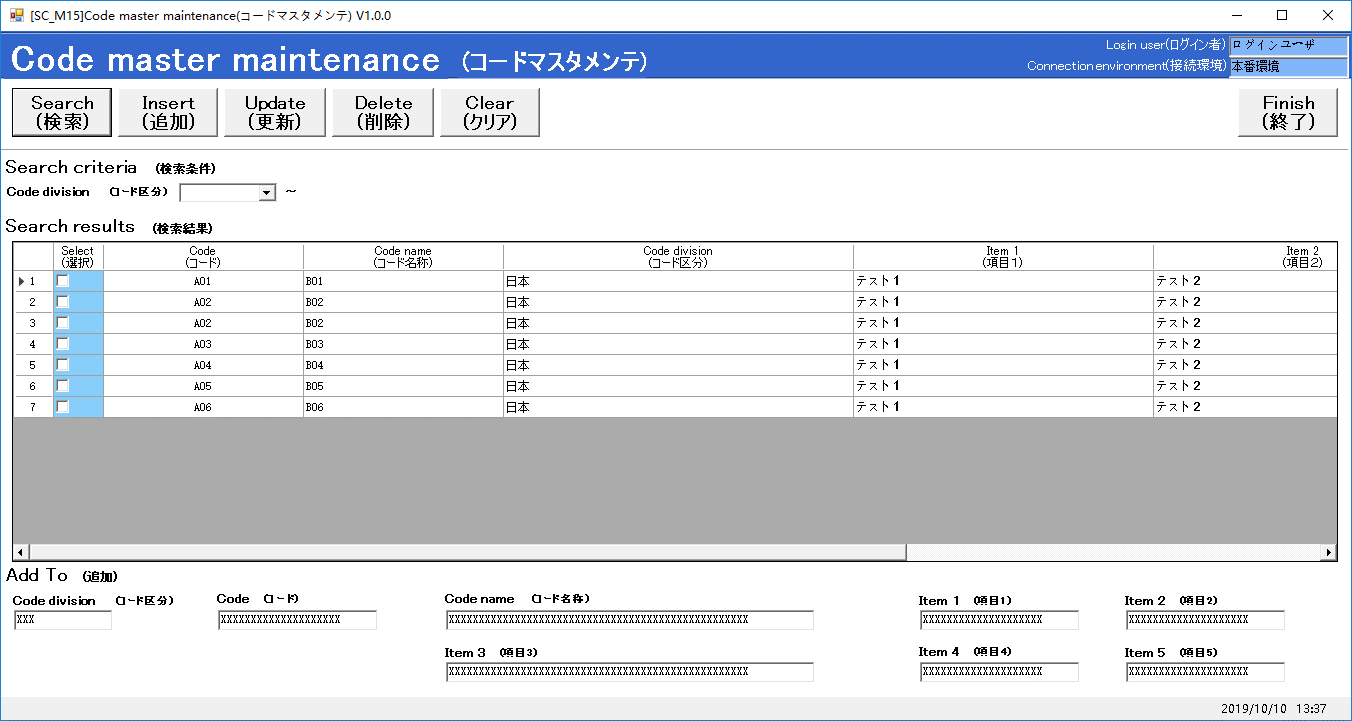 [SC_M15]Code master maintenance(コードマスタメンテ) V1.0.0
Code master maintenance (コードマスタメンテ)
Login user(ログイン者) ログインユーザ
Connection environment(接続環境) 本番環境
Search Insert Update Delete Clear Finish
(検索) (追加) (更新) (削除) (クリア) (終了)
Search criteria (検索条件)
Code division (コード区分) ～
Search results (検索結果)
Select Code Code name Code division Item 1 Item 2
(選択) (コード) (コード名称) (コード区分) (項目1) (項目2)
1 A01 B01 日本 テスト1 テスト2
2 A02 B02 日本 テスト1 テスト2
3 A02 B02 日本 テスト1 テスト2
4 A03 B03 日本 テスト1 テスト2
5 A04 B04 日本 テスト1 テスト2
6 A05 B05 日本 テスト1 テスト2
7 A06 B06 日本 テスト1 テスト2
Add To (追加)
Code division (コード区分) Code (コード) Code name (コード名称) Item 1 (項目1) Item 2 (項目2)
XXX XXXXXXXXXXXXXXXXXXXX XXXXXXXXXXXXXXXXXXXXXXXXXXXXXXXXXXXXXXXXXXXXXXXXXX XXXXXXXXXXXXXXXXXXXX XXXXXXXXXXXXXXXXXXXX
Item 3 (項目3) Item 4 (項目4) Item 5 (項目5)
XXXXXXXXXXXXXXXXXXXXXXXXXXXXXXXXXXXXXXXXXXXXXXXXXX XXXXXXXXXXXXXXXXXXXX XXXXXXXXXXXXXXXXXXXX
2019/10/10 13:37